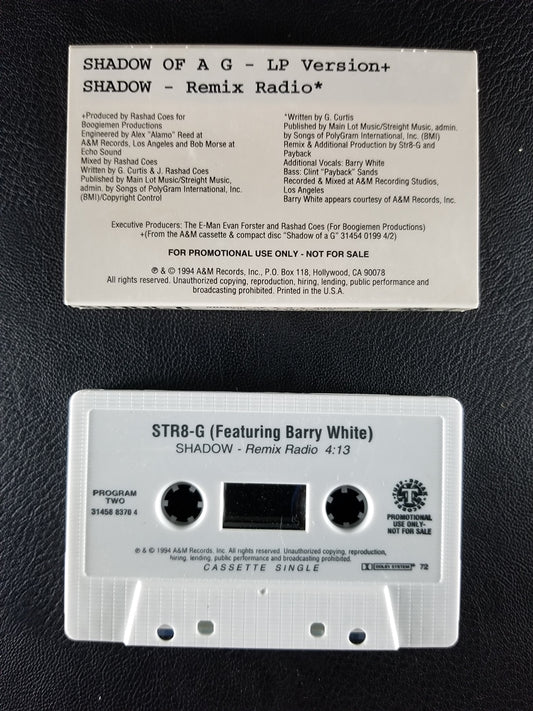 SHADOW OF A G - LP Version+
SHADOW - Remix Radio*
+Produced by Rashad Coes for
Boogiemen Productions
Engineered by Alex "Alamo" Reed at
A&M Records, Los Angeles and Bob Morse at
Echo Sound
Mixed by Rashad Coes
Written by G. Curtis & J. Rashad Coes
Published by Main Lot Music/Streight Music,
admin. by Songs of PolyGram International, Inc.
(BMI)/Copyright Control
*Written by G. Curtis
Published by Main Lot Music/Streight Music, admin.
by Songs of PolyGram International, Inc. (BMI)
Remix & Additional Production by Str8-G and
Payback
Additional Vocals: Barry White
Bass: Clint "Payback" Sands
Recorded & Mixed at A&M Recording Studios,
Los Angeles
Barry White appears courtesy of A&M Records, Inc.
Executive Producers: The E-Man Evan Forster and Rashad Coes (For Boogiemen Productions)
+(From the A&M cassette & compact disc "Shadow of a G" 31454 0199 4/2)
FOR PROMOTIONAL USE ONLY - NOT FOR SALE
℗ & © 1994 A&M Records, Inc., P.O. Box 118, Hollywood, CA 90078
All rights reserved. Unauthorized copying, reproduction, hiring, lending, public performance and
broadcasting prohibited. Printed in the U.S.A.
STR8-G (Featuring Barry White)
SHADOW - Remix Radio 4:13
PROGRAM
TWO
31458 8370 4
T
PROMOTIONAL
USE ONLY-
NOT FOR SALE
℗ & © 1994 A&M Records, Inc. All rights reserved. Unauthorized copying, reproduction,
hiring, lending, public performance and broadcasting prohibited.
CASSETTE SINGLE
DOLBY SYSTEM® 72